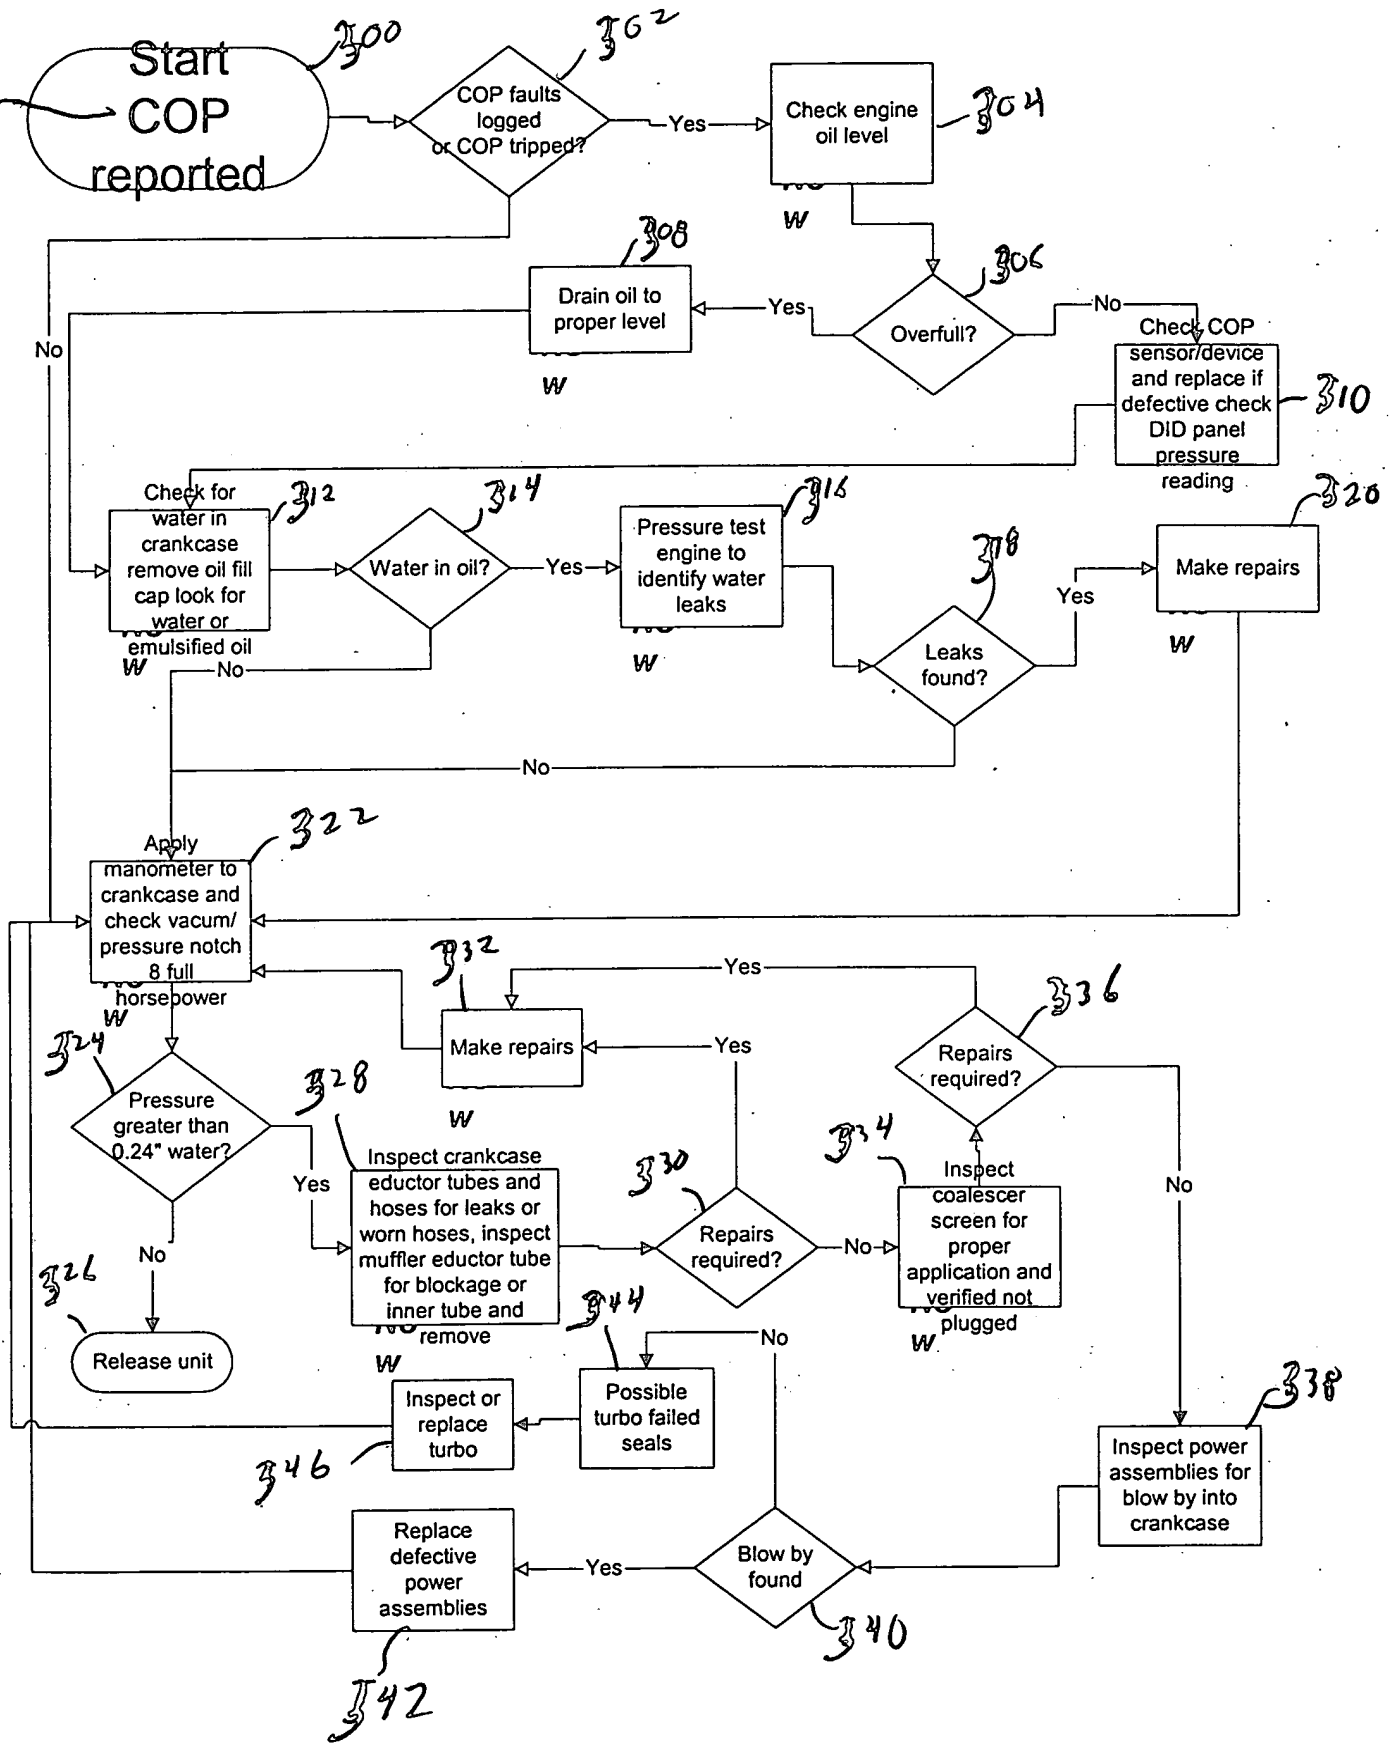 300
Start
COP
reported
302
COP faults
logged
or COP tripped?
Yes
Check engine
oil level
304
W
308
Drain oil to
proper level
W
Yes
306
Overfull?
No
Check COP
sensor/device
and replace if
defective check
DID panel
pressure
reading
310
No
Check for
water in
crankcase
remove oil fill
cap look for
water or
emulsified oil
312
W
314
Water in oil?
Yes
No
316
Pressure test
engine to
identify water
leaks
W
318
Leaks
found?
Yes
320
Make repairs
W
No
322
Apply
manometer to
crankcase and
check vacum/
pressure notch
8 full
horsepower
W
332
Make repairs
W
Yes
Yes
336
Repairs
required?
No
324
Pressure
greater than
0.24" water?
Yes
No
328
Inspect crankcase
eductor tubes and
hoses for leaks or
worn hoses, inspect
muffler eductor tube
for blockage or
inner tube and
remove
W
330
Repairs
required?
No
334
Inspect
coalescer
screen for
proper
application and
verified not
plugged
W
326
Release unit
344
Possible
turbo failed
seals
No
Inspect or
replace
turbo
346
338
Inspect power
assemblies for
blow by into
crankcase
Replace
defective
power
assemblies
342
Yes
Blow by
found
340